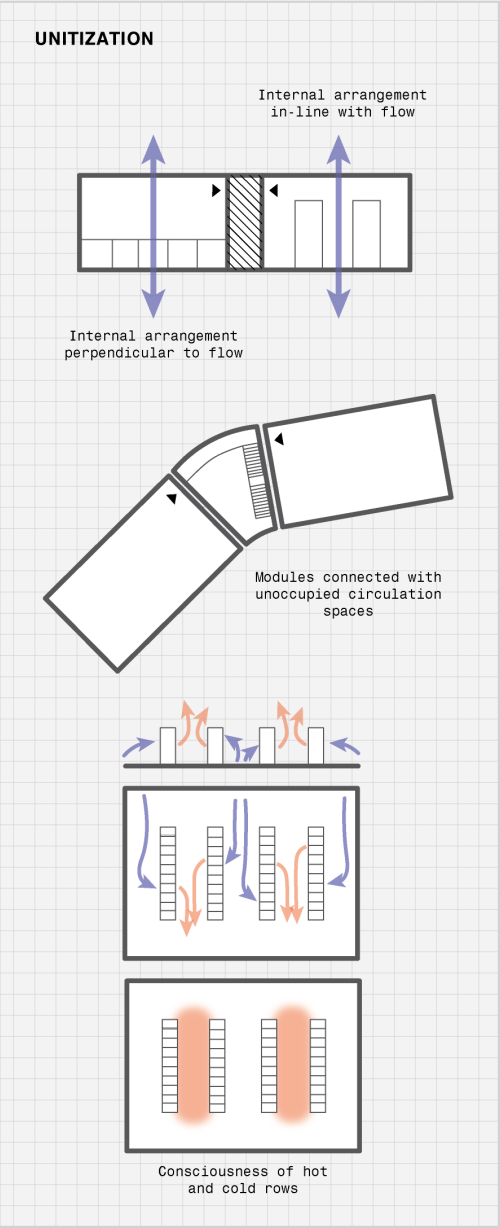 UNITIZATION
Internal arrangement
in-line with flow
Internal arrangement
perpendicular to flow
Modules connected with
unoccupied circulation
spaces
Consciousness of hot
and cold rows